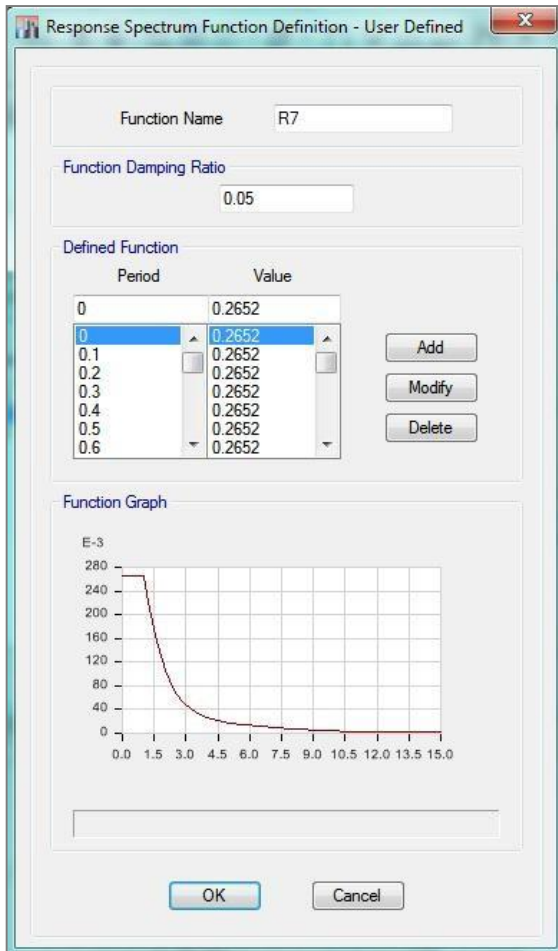 Response Spectrum Function Definition - User Defined
Function Name R7
Function Damping Ratio
0.05
Defined Function
Period Value
0 0.2652
0 0.2652
0.1 0.2652
0.2 0.2652
0.3 0.2652
0.4 0.2652
0.5 0.2652
0.6 0.2652
Add
Modify
Delete
Function Graph
E-3
280
240
200
160
120
80
40
0
0.0 1.5 3.0 4.5 6.0 7.5 9.0 10.5 12.0 13.5 15.0
OK Cancel